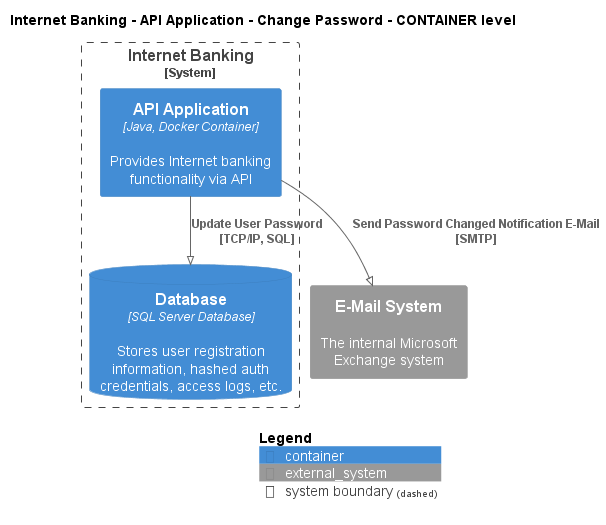 Internet Banking - API Application - Change Password - CONTAINER level
Internet Banking
[System]
API Application
[Java, Docker Container]
Provides Internet banking
functionality via API
Update User Password
[TCP/IP, SQL]
Send Password Changed Notification E-Mail
[SMTP]
Database
[SQL Server Database]
Stores user registration
information, hashed auth
credentials, access logs, etc.
E-Mail System
The internal Microsoft
Exchange system
Legend
container
external_system
system boundary (dashed)